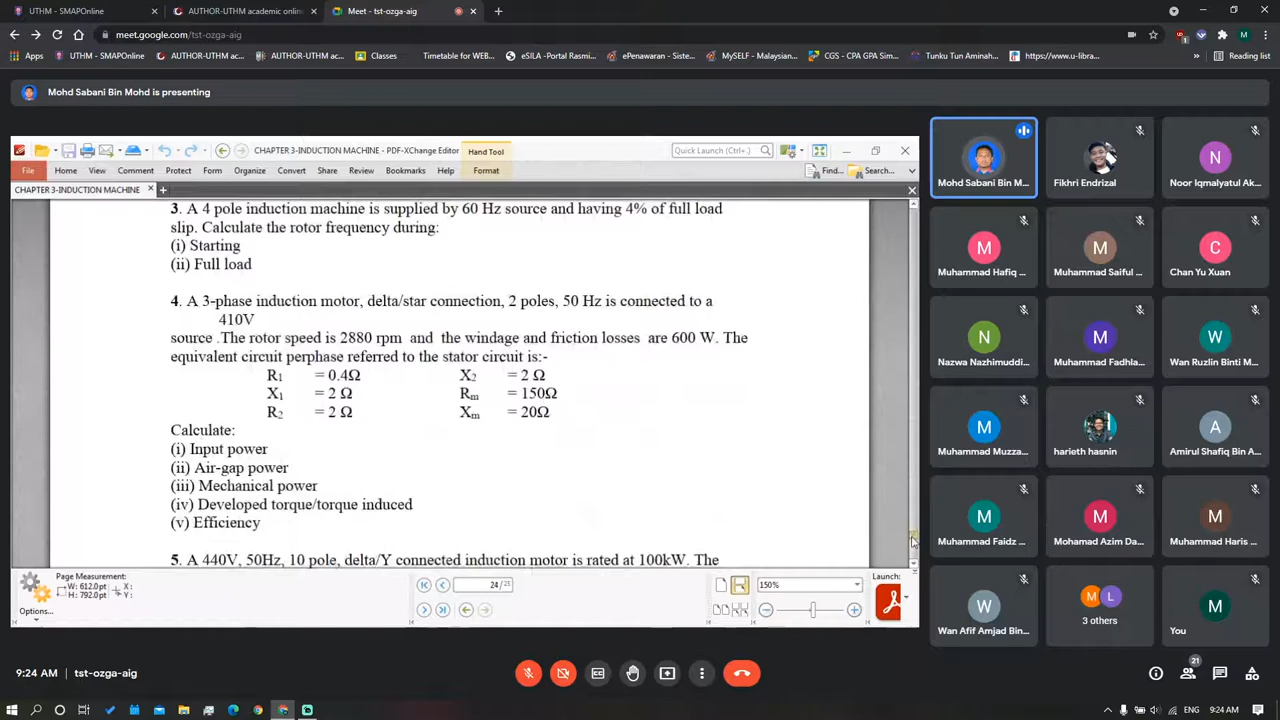 UTHM - SMAPOnline
AUTHOR-UTHM academic onlin
Meet - tst-ozga-aig
meet.google.com/tst-ozga-aig
Apps
UTHM - SMAPOnline
AUTHOR-UTHM acade...
AUTHOR-UTHM acade...
Classes
Timetable for WEB...
eSILA -Portal Rasmi...
ePenawaran - Siste...
MySELF - Malaysian...
CGS - CPA GPA Sim...
Tunku Tun Aminah...
https://www.u-libra...
Reading list
Mohd Sabani Bin Mohd is presenting
CHAPTER 3-INDUCTION MACHINE - PDF-XChange Editor
Hand Tool
Quick Launch (Ctrl+.)
File
Home
View
Comment
Protect
Form
Organize
Convert
Share
Review
Bookmarks
Help
Format
Find...
Search...
CHAPTER 3-INDUCTION MACHINE
3. A 4 pole induction machine is supplied by 60 Hz source and having 4% of full load
slip. Calculate the rotor frequency during:
(i) Starting
(ii) Full load
4. A 3-phase induction motor, delta/star connection, 2 poles, 50 Hz is connected to a
410V
source .The rotor speed is 2880 rpm and the windage and friction losses are 600 W. The
equivalent circuit perphase referred to the stator circuit is:-
R1 = 0.4Ω X2 = 2 Ω
X1 = 2 Ω Rm = 150Ω
R2 = 2 Ω Xm = 20Ω
Calculate:
(i) Input power
(ii) Air-gap power
(iii) Mechanical power
(iv) Developed torque/torque induced
(v) Efficiency
5. A 440V, 50Hz, 10 pole, delta/Y connected induction motor is rated at 100kW. The
Options...
Page Measurement:
W: 612.0pt X:
H: 792.0pt Y:
24 /25
150%
Launch:
Mohd Sabani Bin M...
Fikhri Endrizal
N
Noor Iqmalyatul Ak...
M
Muhammad Hafiq ...
M
Muhammad Saiful ...
C
Chan Yu Xuan
N
Nazwa Nazhimuddi...
M
Muhammad Fadhla...
W
Wan Rudin Binti M...
M
Muhammad Muzza...
harieth hasnin
A
Amirul Shafiq Bin A...
M
Muhammad Faidz ...
M
Mohamad Azim Da...
M
Muhammad Haris ...
W
Wan Afif Amjad Bin...
M L
3 others
M
You
9:24 AM
tst-ozga-aig
21
ENG
9:24 AM